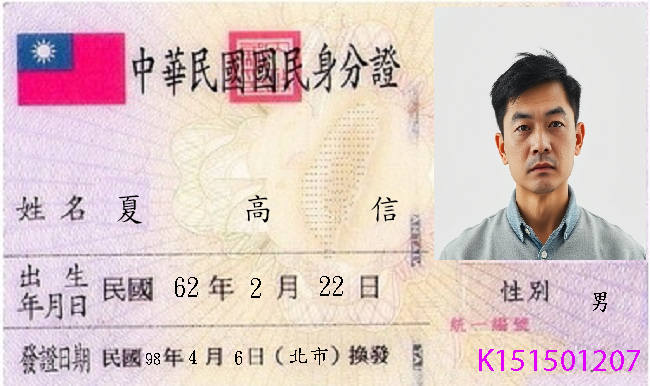 中華民國國民身分證
姓名 夏高信
出生年月日 民國 62 年 2 月 22 日
性別 男
統一編號
K151501207
發證日期 民國98年4月6日(北市)換發